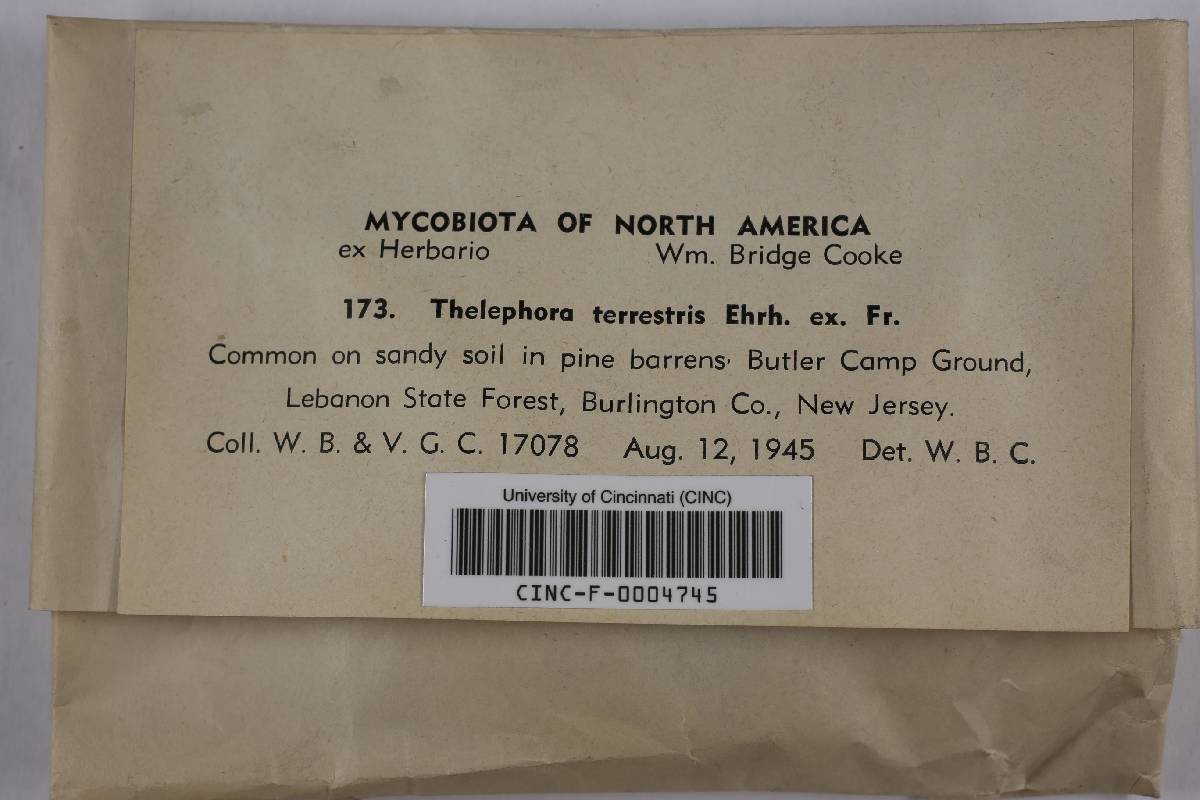 MYCOBIOTA OF NORTH AMERICA
ex Herbario Wm. Bridge Cooke
173. Thelephora terrestris Ehrh. ex. Fr.
Common on sandy soil in pine barrens· Butler Camp Ground,
Lebanon State Forest, Burlington Co., New Jersey.
Coll. W. B. & V. G. C. 17078 Aug. 12, 1945 Det. W. B. C.
University of Cincinnati (CINC)
CINC-F-0004745